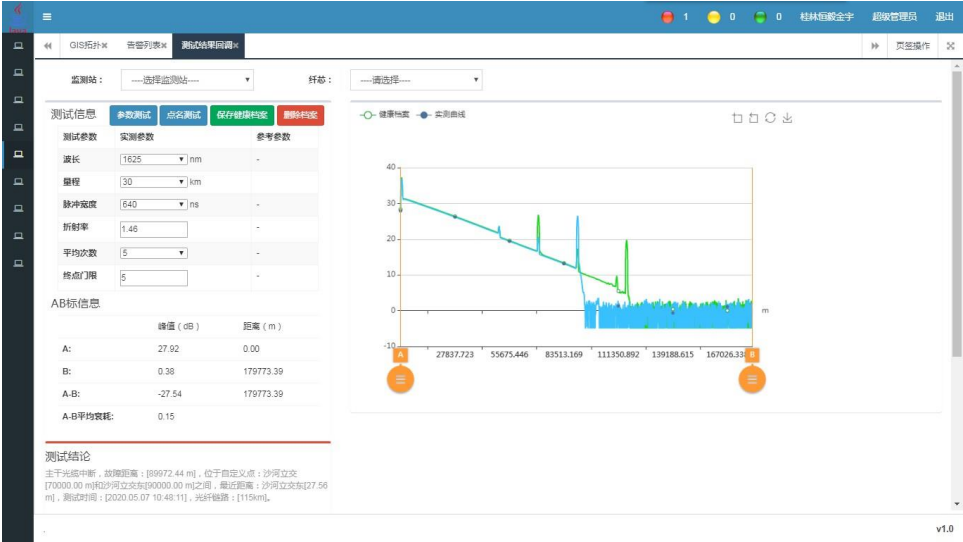 1 0 0 桂林恒毅金宇 超级管理员 退出
GIS拓扑 告警列表 测试结果回调 页签操作
监测站： ----选择监测站---- 纤芯： ----请选择----
测试信息 参数测试 点名测试 保存健康档案 删除档案
测试参数 实测参数 参考参数
波长 1625 nm -
量程 30 km
脉冲宽度 640 ns -
折射率 1.46 -
平均次数 5 -
终点门限 5 -
AB标信息
峰值（dB） 距离（m）
A: 27.92 0.00
B: 0.38 179773.39
A-B: -27.54 179773.39
A-B平均衰耗: 0.15
测试结论
主干光缆中断，故障距离：[89972.44 m]，位于自定义点：沙河立交
[70000.00 m]和沙河立交东[90000.00 m]之间，最近距离：沙河立交东[27.56
m]，测试时间：[2020.05.07 10:48:11]，光纤链路：[115km]。
健康档案 实测曲线
40
30
20
10
0
m
-10
27837.723 55675.446 83513.169 111350.892 139188.615 167026.33
A B
v1.0